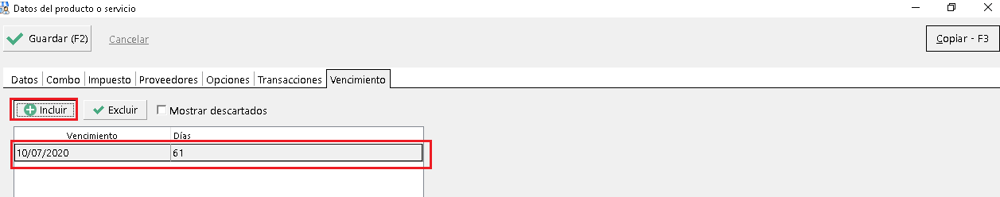 Datos del producto o servicio
Guardar (F2) Cancelar Copiar - F3
Datos Combo Impuesto Proveedores Opciones Transacciones Vencimiento
Incluir Excluir Mostrar descartados
Vencimiento Días
10/07/2020 61